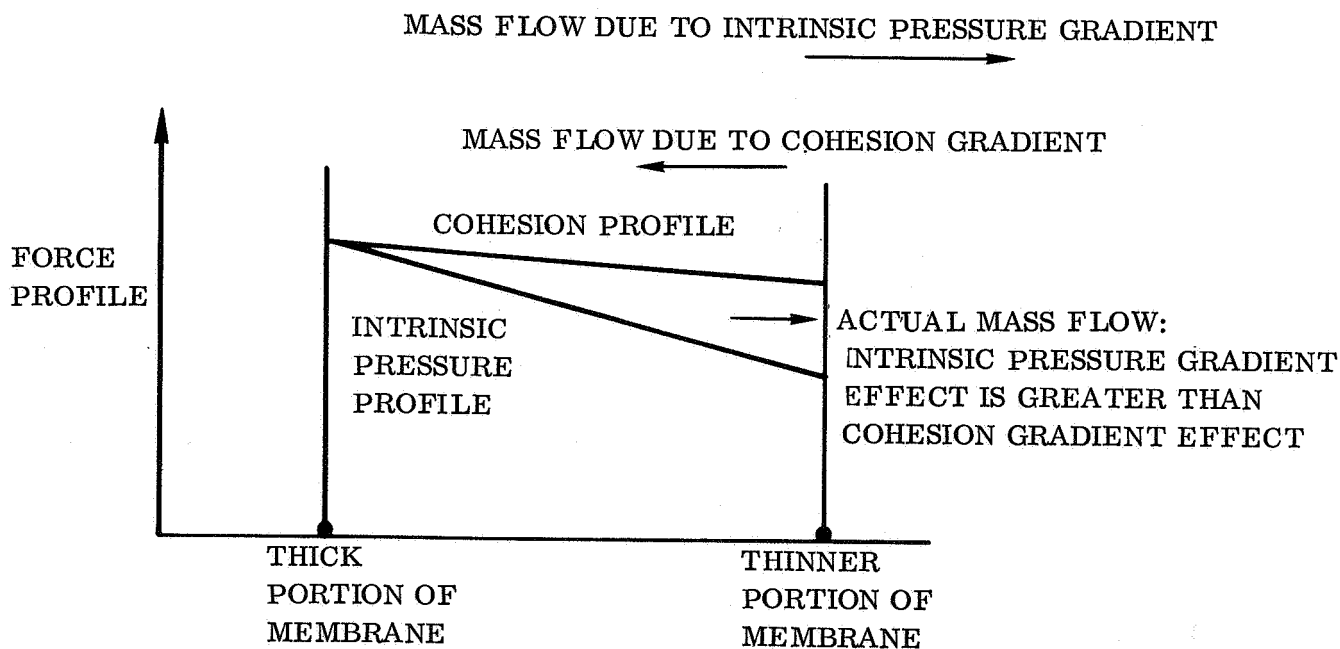 MASS FLOW DUE TO INTRINSIC PRESSURE GRADIENT
MASS FLOW DUE TO COHESION GRADIENT
COHESION PROFILE
FORCE
PROFILE
INTRINSIC
PRESSURE
PROFILE
ACTUAL MASS FLOW:
INTRINSIC PRESSURE GRADIENT
EFFECT IS GREATER THAN
COHESION GRADIENT EFFECT
THICK
PORTION OF
MEMBRANE
THINNER
PORTION OF
MEMBRANE